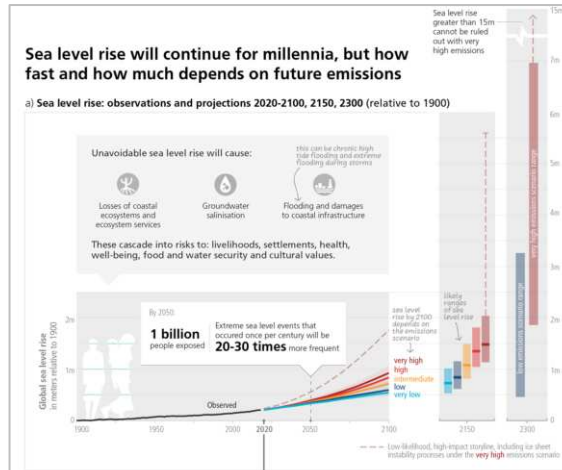 Sea level rise
greater than 15m
cannot be ruled
out with very
high emissions
15m
Sea level rise will continue for millennia, but how
fast and how much depends on future emissions
a) Sea level rise: observations and projections 2020-2100, 2150, 2300 (relative to 1900)
7m
6m
5m
4m
3m
2m
1m
0
Unavoidable sea level rise will cause:
this can be chronic high
tide flooding and extreme
flooding during storms
Losses of coastal
ecosystems and
ecosystem services
Groundwater
salinisation
Flooding and damages
to coastal infrastructure
These cascade into risks to: livelihoods, settlements, health,
well-being, food and water security and cultural values.
By 2050
1 billion
people exposed
Extreme sea level events that
occured once per century will be
20-30 times more frequent
sea level
rise by 2100
depends on
the emissions
scenario
likely
ranges of
sea level
rise
very high
high
intermediate
low
very low
Global sea level rise
in meters relative to 1900
2m
1m
0
Observed
1900
1950
2000
2020
2050
2100
2150
2300
low emissions scenario range
very high emissions scenario range
Low-likelihood, high-impact storyline, including ice sheet
instability processes under the very high emissions scenario